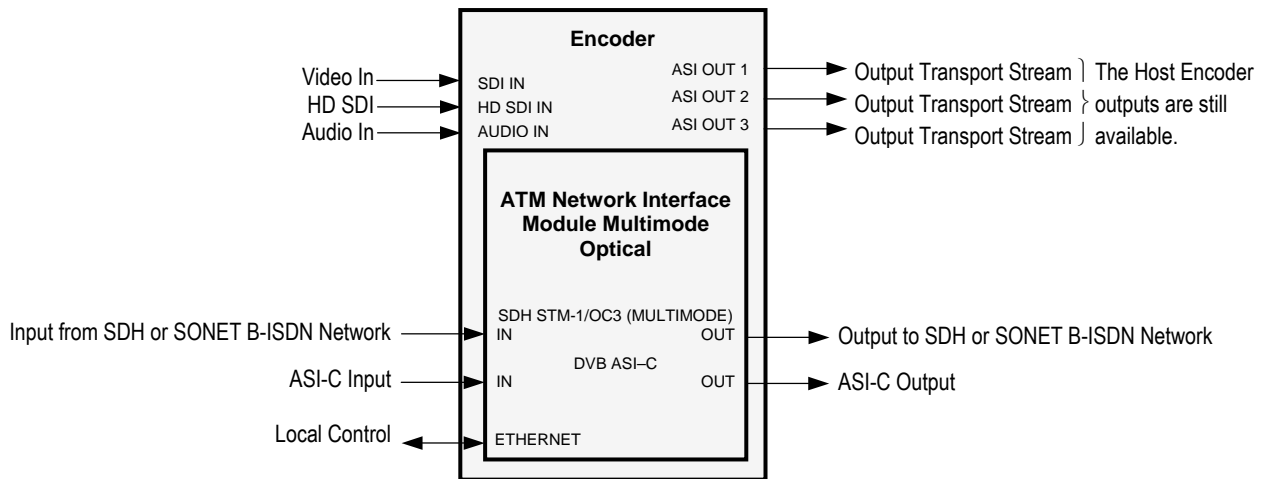 Encoder
Video In
HD SDI
Audio In
SDI IN
HD SDI IN
AUDIO IN
ASI OUT 1
ASI OUT 2
ASI OUT 3
Output Transport Stream
Output Transport Stream
Output Transport Stream
The Host Encoder
outputs are still
available.
ATM Network Interface
Module Multimode
Optical
SDH STM-1/OC3 (MULTIMODE)
Input from SDH or SONET B-ISDN Network
IN
OUT
Output to SDH or SONET B-ISDN Network
DVB ASI–C
ASI-C Input
IN
OUT
ASI-C Output
Local Control
ETHERNET